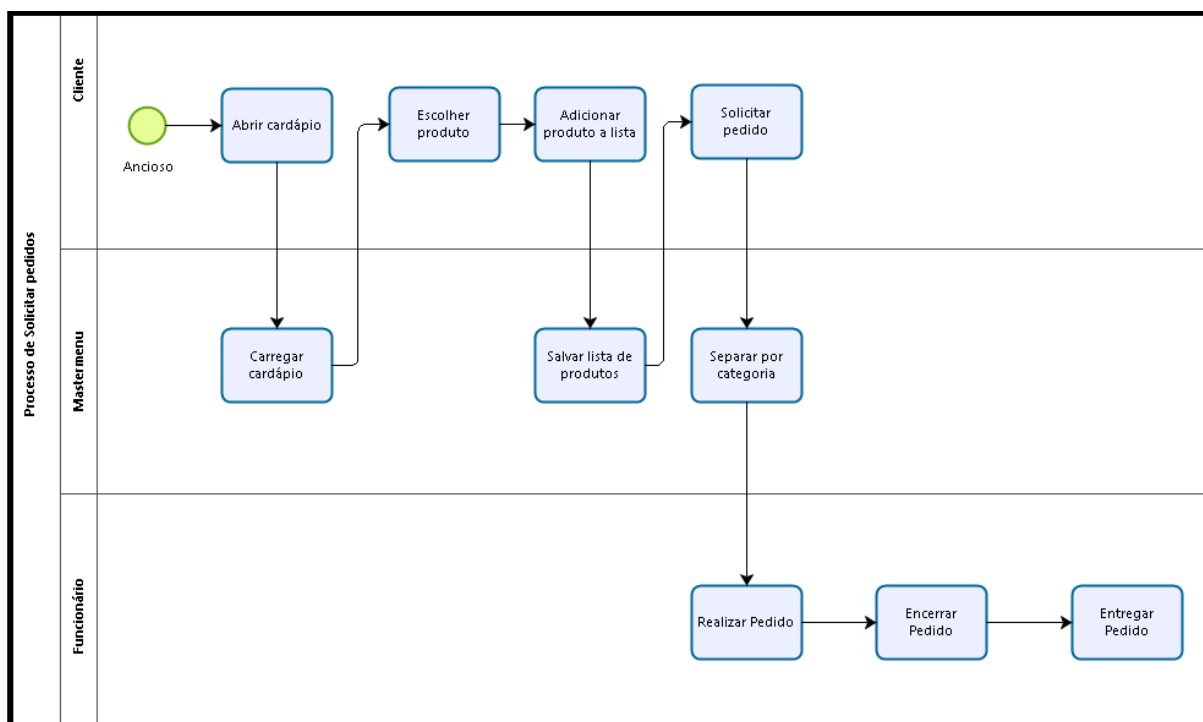 Processo de Solicitar pedidos
Cliente
Ancioso
Abrir cardápio
Escolher
produto
Adicionar
produto a lista
Solicitar
pedido
Mastermenu
Carregar
cardápio
Salvar lista de
produtos
Separar por
categoria
Funcionário
Realizar Pedido
Encerrar
Pedido
Entregar
Pedido